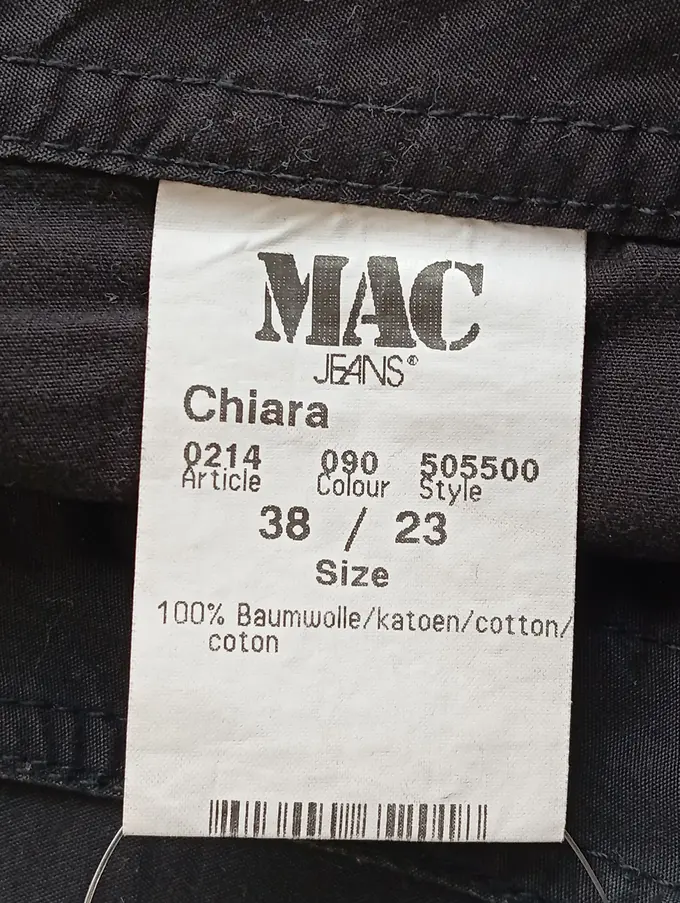 MAC
JEANS®
Chiara
0214 090 505500
Article Colour Style
38 / 23
Size
100% Baumwolle/katoen/cotton/
coton